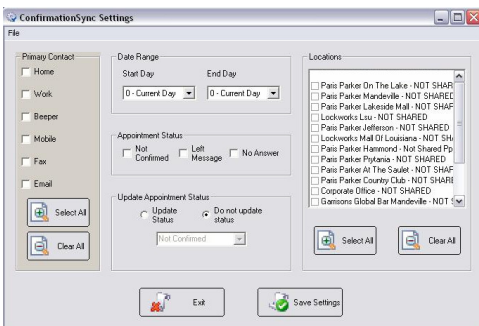 ConfirmationSync Settings
File
Primary Contact
Home
Work
Beeper
Mobile
Fax
Email
Select All
Clear All
Date Range
Start Day
End Day
0 - Current Day
0 - Current Day
Appointment Status
Not Confirmed
Left Message
No Answer
Update Appointment Status
Update Status
Do not update status
Not Confirmed
Locations
Paris Parker On The Lake - NOT SHARED
Paris Parker Mandeville - NOT SHARED
Paris Parker Lakeside Mall - NOT SHAF
Lockworks Lsu - NOT SHARED
Paris Parker Jefferson - NOT SHARED
Lockworks Mall Of Louisiana - NOT SH
Paris Parker Hammond - Not Shared Pp
Paris Parker Prytania - NOT SHARED
Paris Parker At The Saulet - NOT SHAF
Paris Parker Country Club - NOT SHARE
Corporate Office - NOT SHARED
Garrisons Global Bar Mandeville - NOT S
Select All
Clear All
Exit
Save Settings